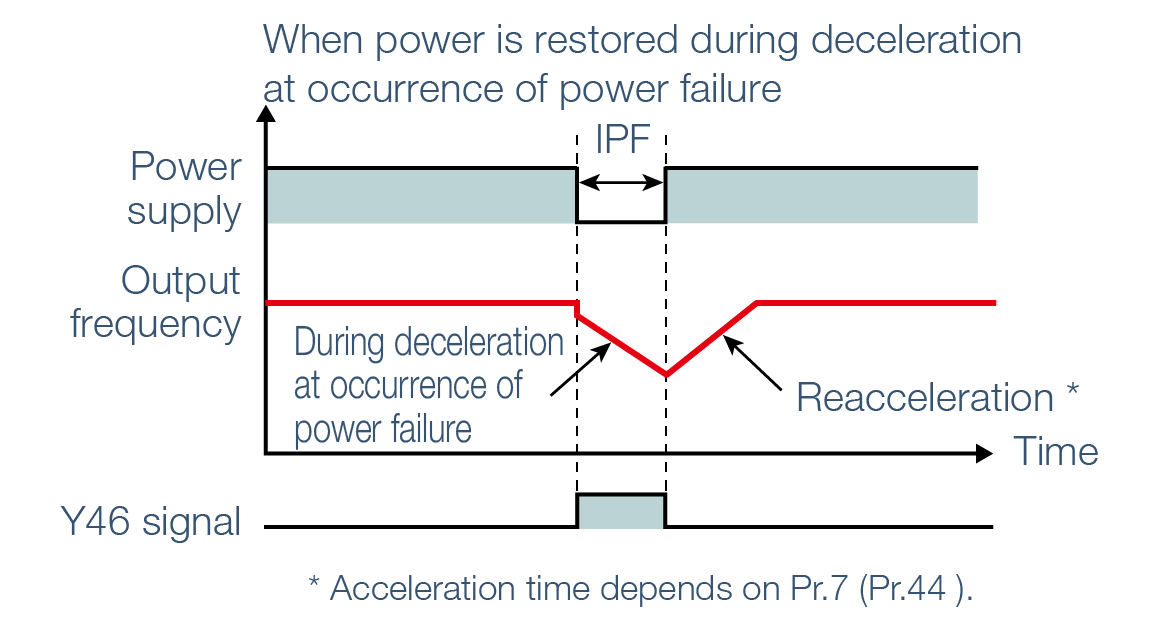 When power is restored during deceleration
at occurrence of power failure
IPF
Power
supply
Output
frequency
During deceleration
at occurrence of
power failure
Reacceleration *
Time
Y46 signal
* Acceleration time depends on Pr.7 (Pr.44 ).